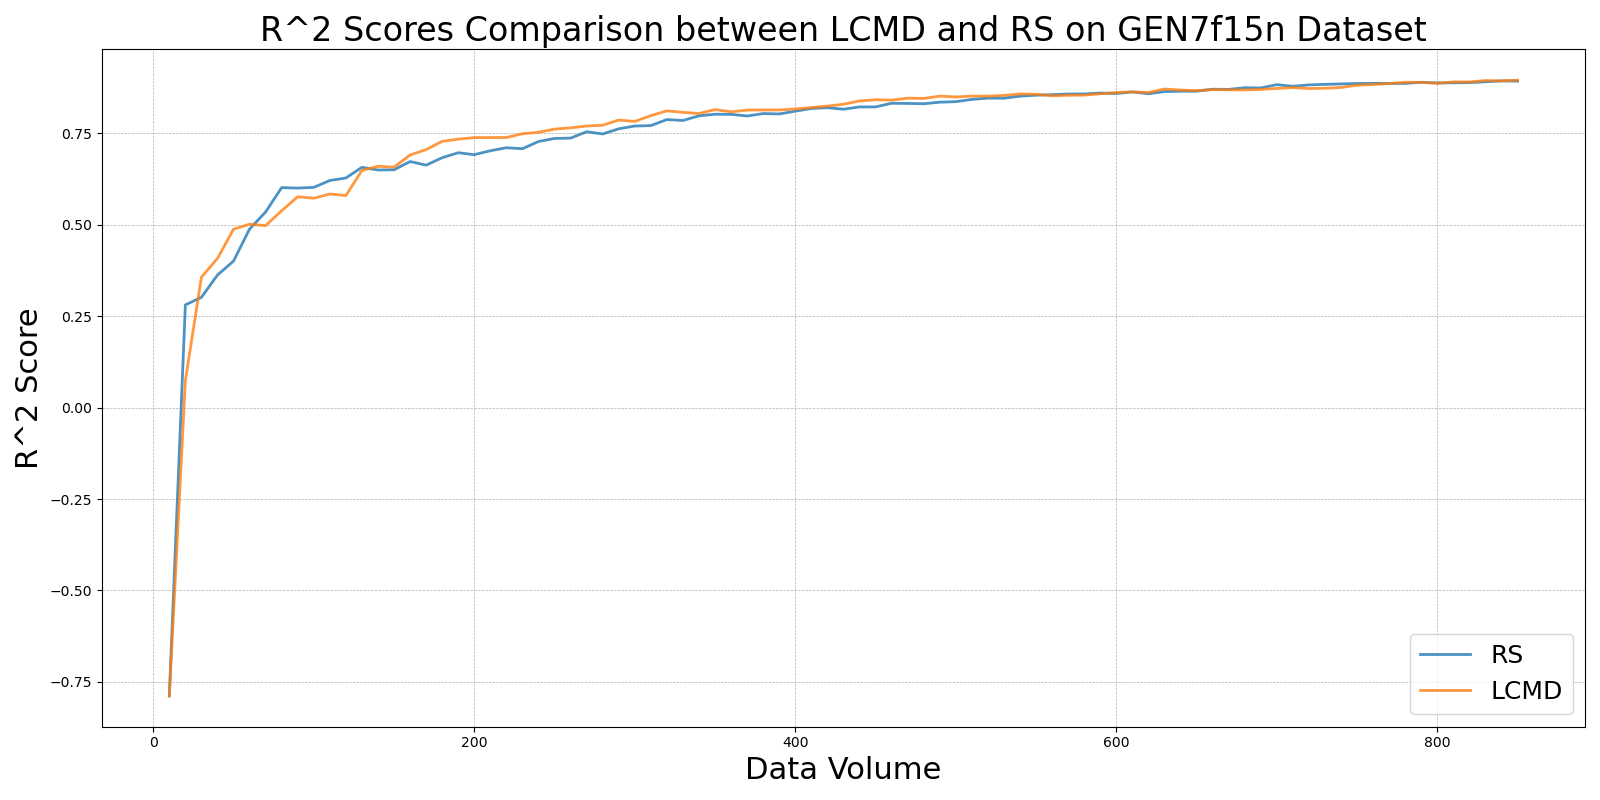 R^2 Scores Comparison between LCMD and RS on GEN7f15n Dataset
R^2 Score
0.75
0.50
0.25
0.00
−0.25
−0.50
−0.75
0
200
400
600
800
Data Volume
RS
LCMD